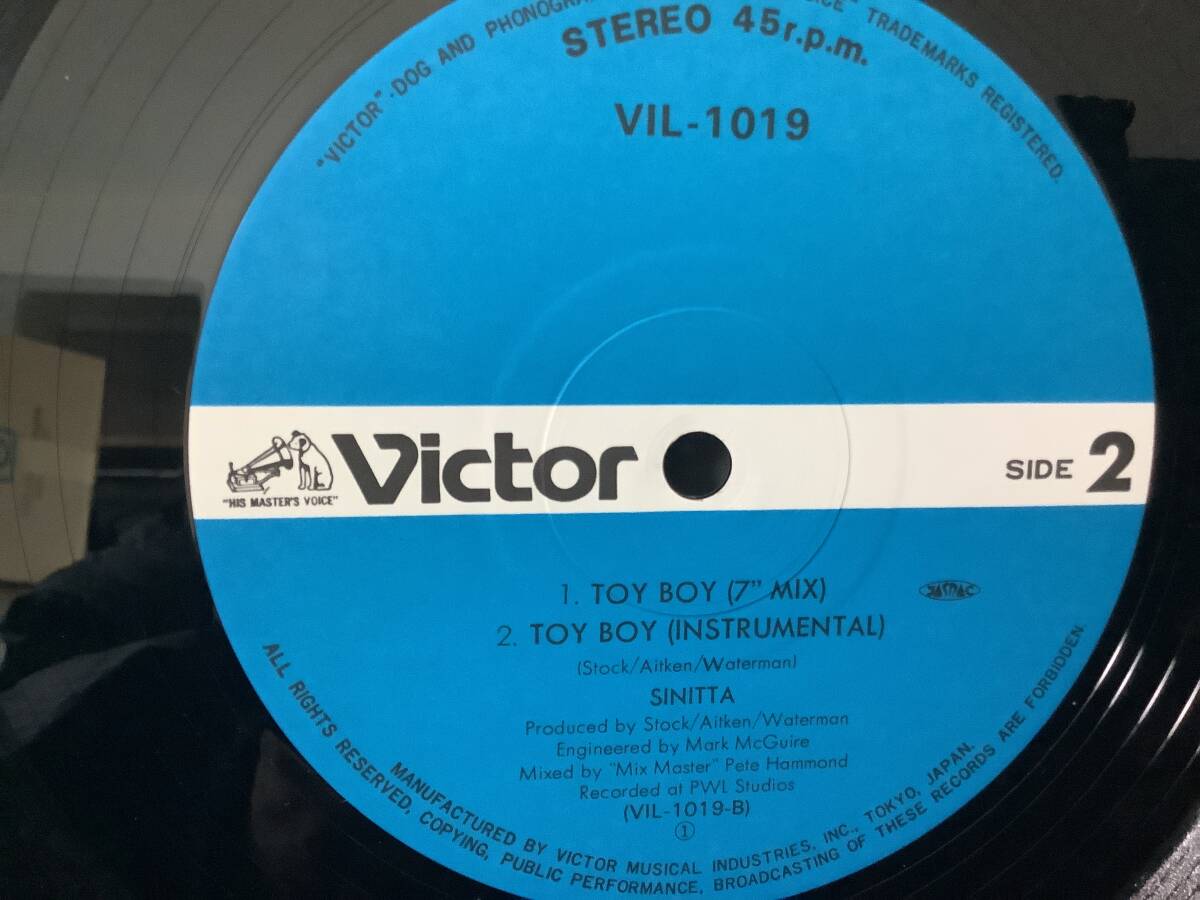 "VICTOR"-DOG AND PHONOGRA
TRADEMARKS REGISTERED.
STEREO 45r.p.m.
VIL-1019
"HIS MASTER'S VOICE"
Victor
SIDE 2
1. TOY BOY (7" MIX)
JASRAC
2. TOY BOY (INSTRUMENTAL)
(Stock/Aitken/Waterman)
SINITTA
Produced by Stock/Aitken/Waterman
Engineered by Mark McGuire
Mixed by "Mix Master" Pete Hammond
Recorded at PWL Studios
(VIL-1019-B)
①
MANUFACTURED BY VICTOR MUSICAL INDUSTRIES, INC., TOKYO, JAPAN.
ALL RIGHTS RESERVED, COPYING, PUBLIC PERFORMANCE, BROADCASTING OF THESE RECORDS ARE FORBIDDEN.